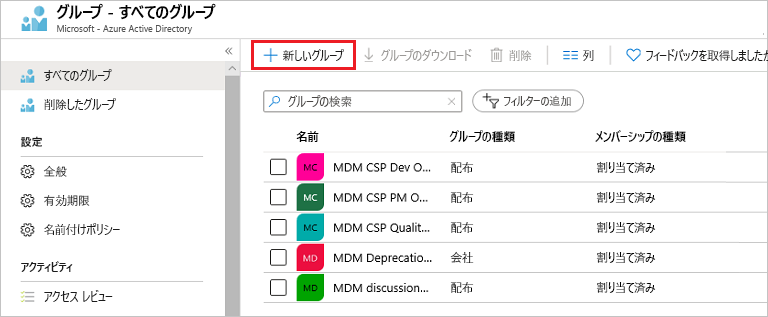 グループ - すべてのグループ
Microsoft - Azure Active Directory
«
すべてのグループ
削除したグループ
設定
全般
有効期限
名前付けポリシー
アクティビティ
アクセス レビュー
+ 新しいグループ グループのダウンロード 削除 列 フィードバックを取得しましたか
グループの検索 × フィルターの追加
名前 グループの種類 メンバーシップの種類
MC MDM CSP Dev O... 配布 割り当て済み
MC MDM CSP PM O... 配布 割り当て済み
MC MDM CSP Qualit... 配布 割り当て済み
MD MDM Deprecatio... 会社 割り当て済み
MD MDM discussion... 配布 割り当て済み